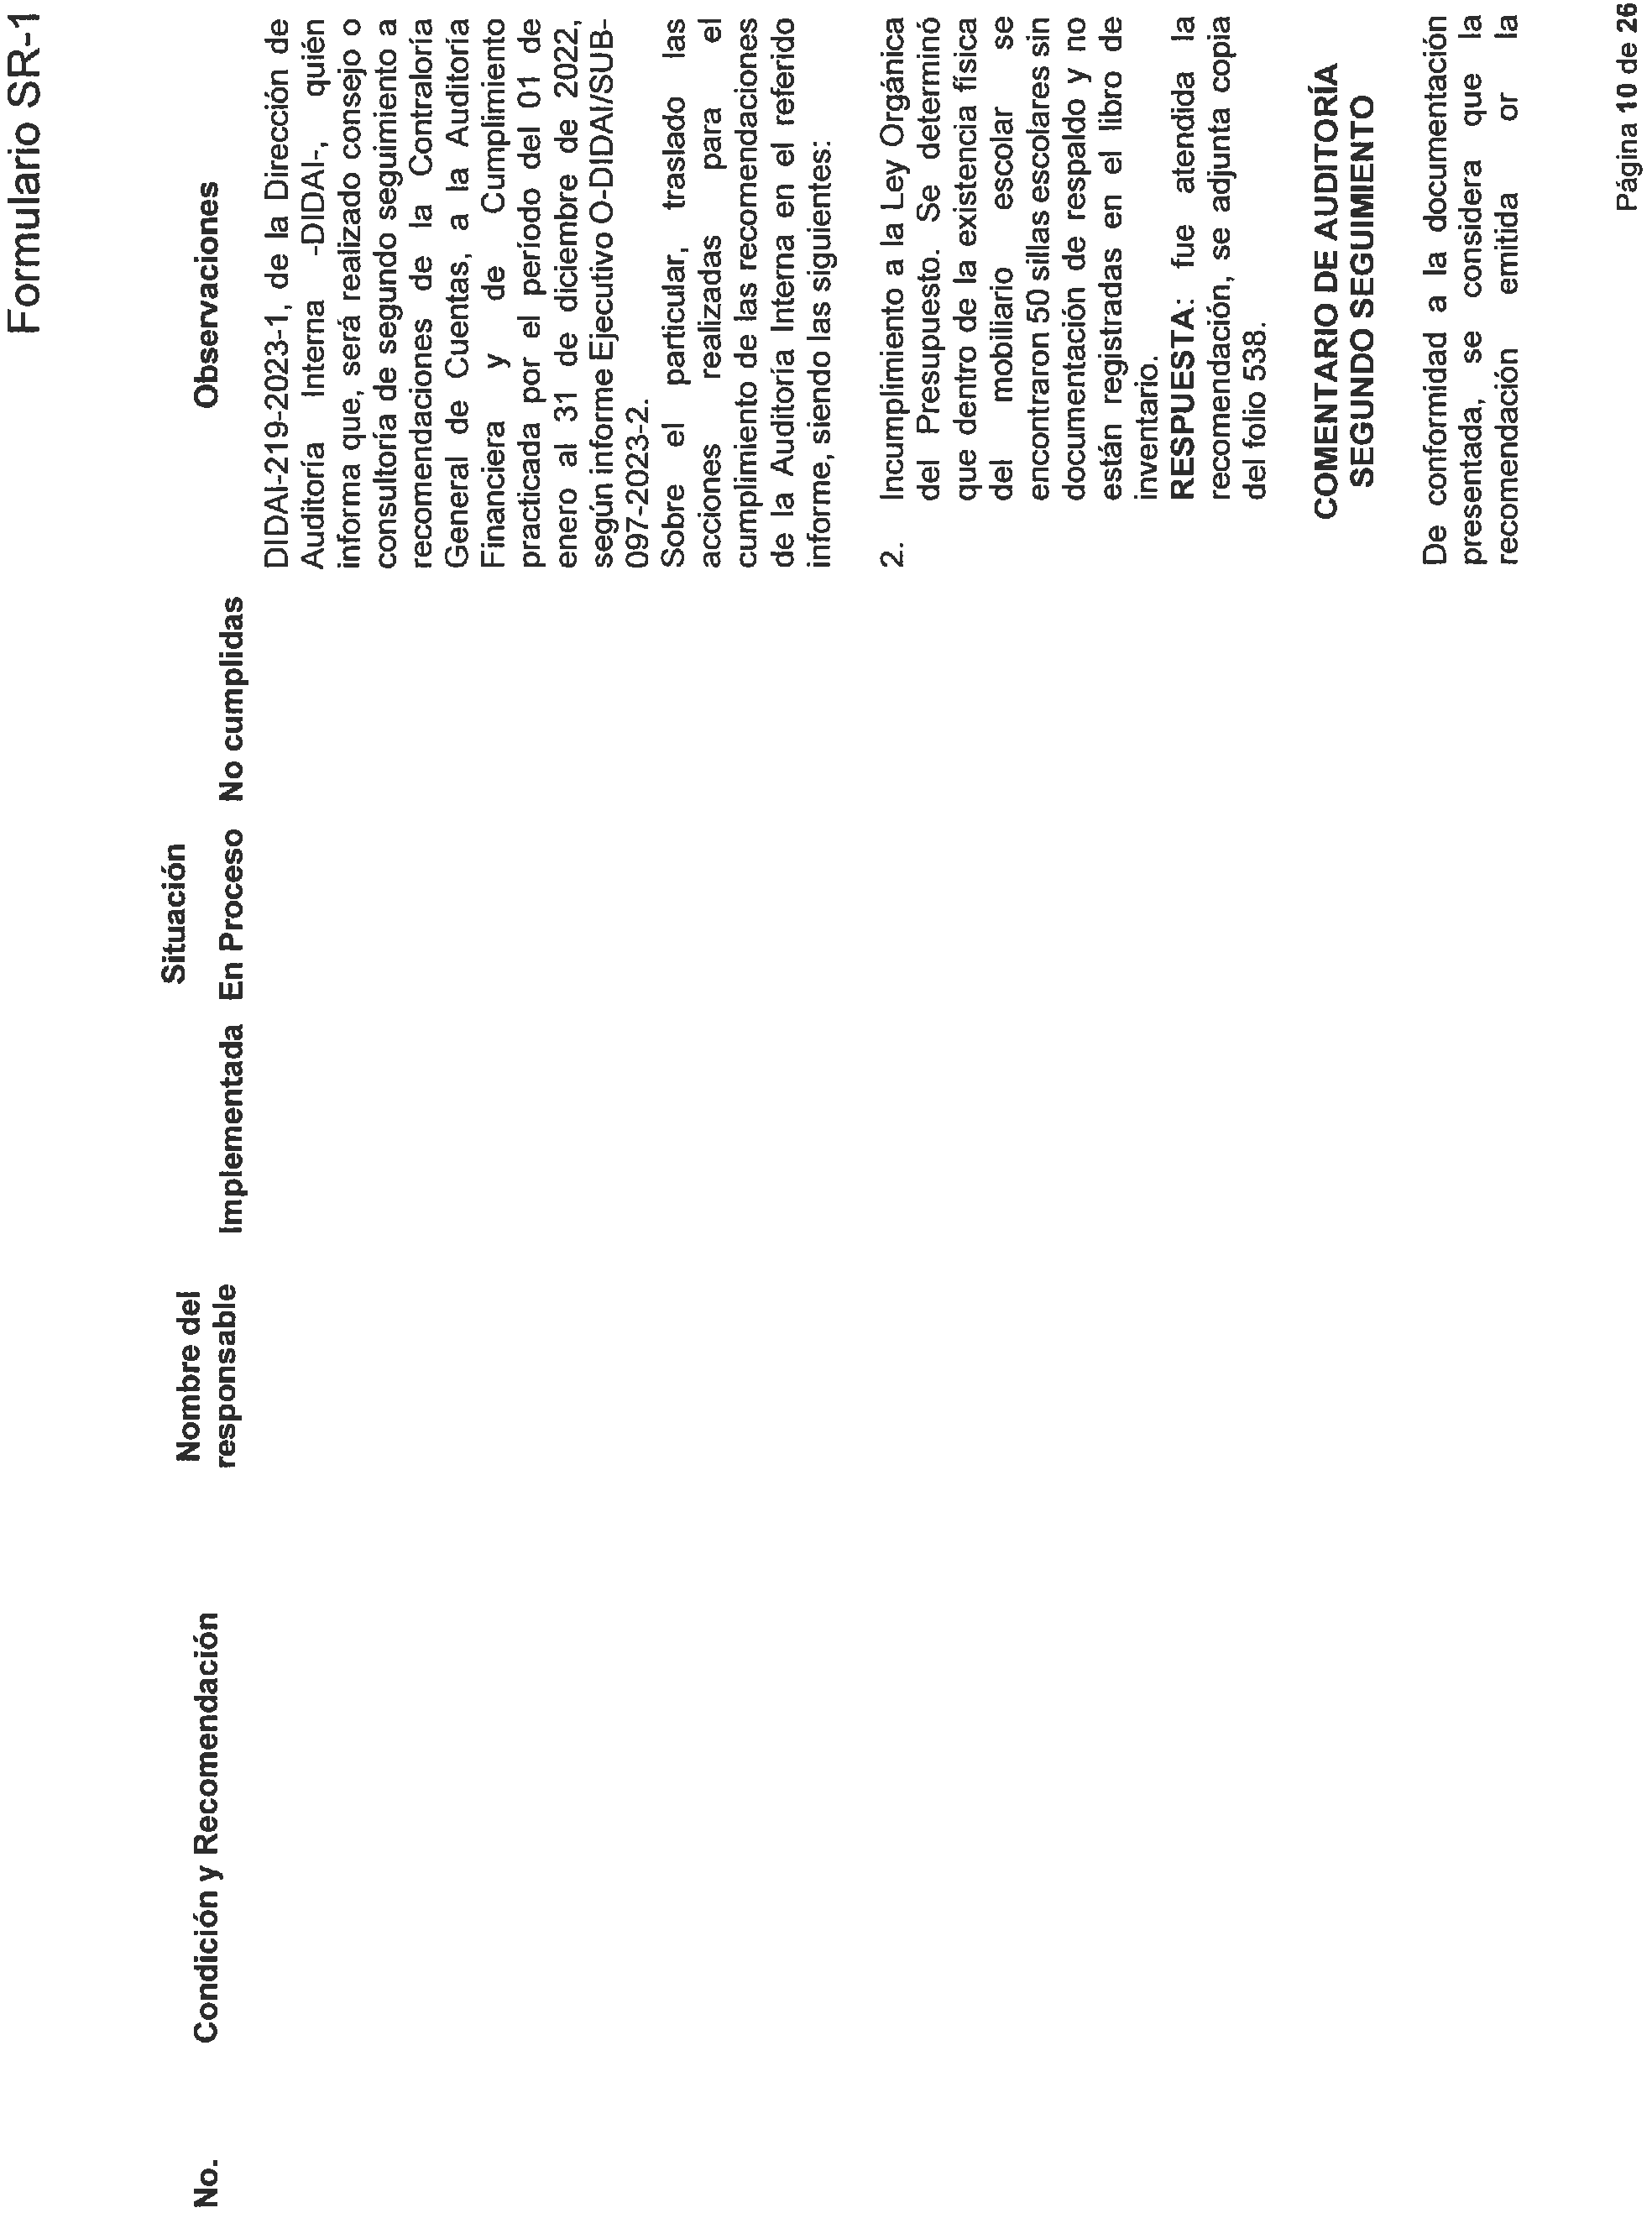 Formulario SR-1
No.
Condición y Recomendación
Nombre del
responsable
Situación
Implementada En Proceso No cumplidas
Observaciones
DIDAI-219-2023-1, de la Dirección de
Auditoría Interna -DIDAI-, quién
informa que, será realizado consejo o
consultoría de segundo seguimiento a
recomendaciones de la Contraloría
General de Cuentas, a la Auditoría
Financiera y de Cumplimiento
practicada por el período del 01 de
enero al 31 de diciembre de 2022,
según informe Ejecutivo O-DIDAI/SUB-
097-2023-2.
Sobre el particular, traslado las
acciones realizadas para el
cumplimiento de las recomendaciones
de la Auditoría Interna en el referido
informe, siendo las siguientes:
2. Incumplimiento a la Ley Orgánica
del Presupuesto. Se determinó
que dentro de la existencia física
del mobiliario escolar se
encontraron 50 sillas escolares sin
documentación de respaldo y no
están registradas en el libro de
inventario.
RESPUESTA: fue atendida la
recomendación, se adjunta copia
del folio 538.
COMENTARIO DE AUDITORÍA
SEGUNDO SEGUIMIENTO
De conformidad a la documentación
presentada, se considera que la
recomendación emitida or la
Página 10 de 26